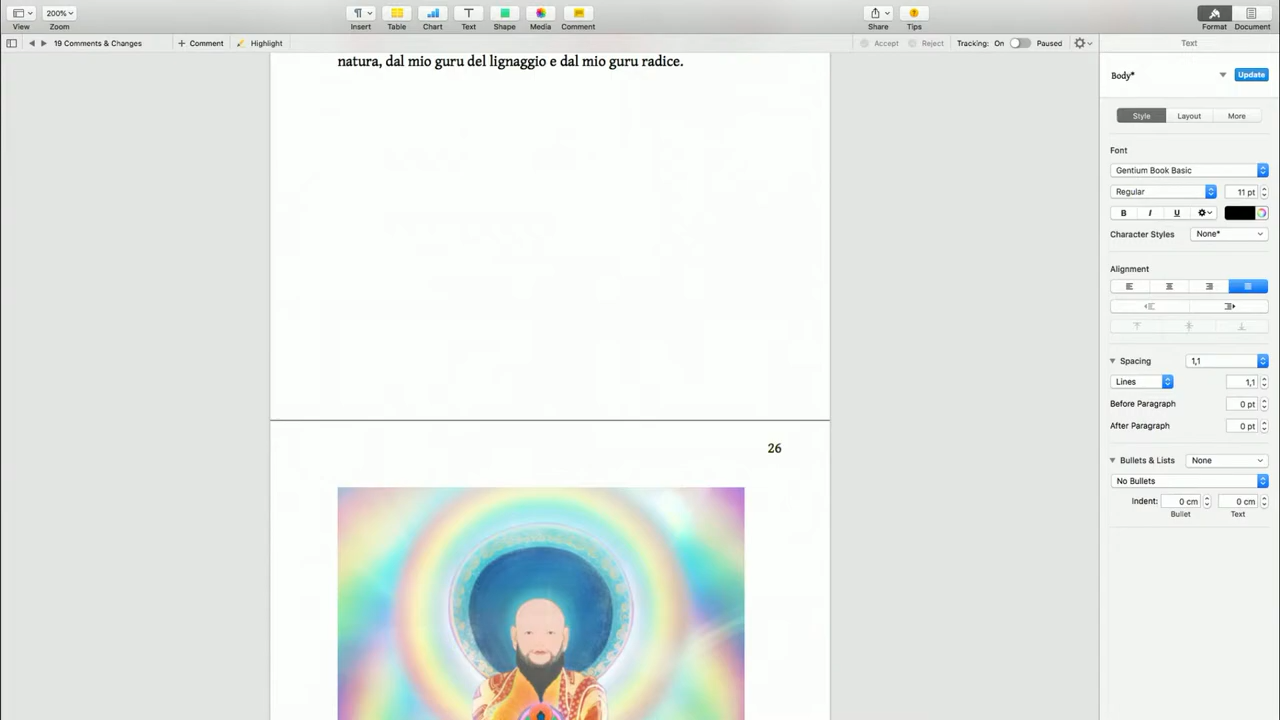 200%
View
Zoom
Insert
Table
Chart
Text
Shape
Media
Comment
Share
Tips
Format
Document
19 Comments & Changes
+ Comment
Highlight
Accept
Reject
Tracking: On
Paused
Text
natura, dal mio guru del lignaggio e dal mio guru radice.
26
Body*
Update
Style
Layout
More
Font
Gentium Book Basic
Regular
11 pt
B I U
Character Styles
None*
Alignment
Spacing
1,1
Lines
1,1
Before Paragraph
0 pt
After Paragraph
0 pt
Bullets & Lists
None
No Bullets
Indent:
0 cm
0 cm
Bullet
Text